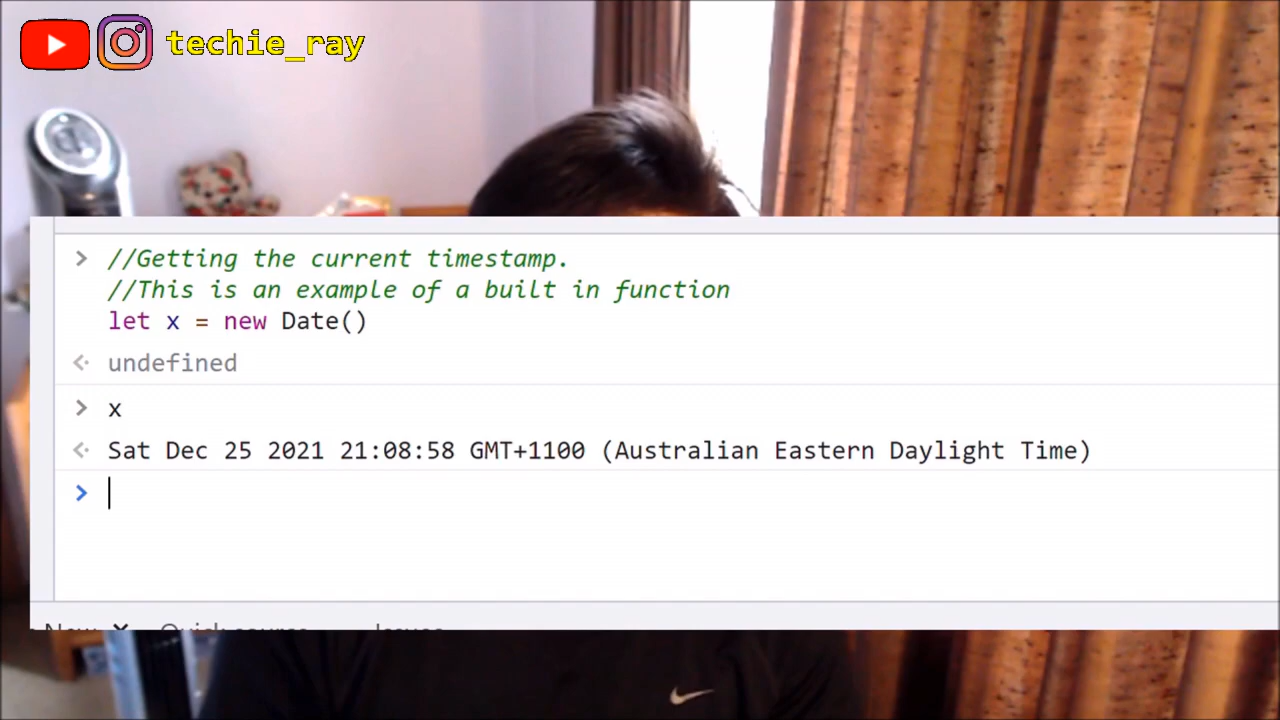 techie_ray
> //Getting the current timestamp.
//This is an example of a built in function
let x = new Date()
undefined
> x
Sat Dec 25 2021 21:08:58 GMT+1100 (Australian Eastern Daylight Time)
>